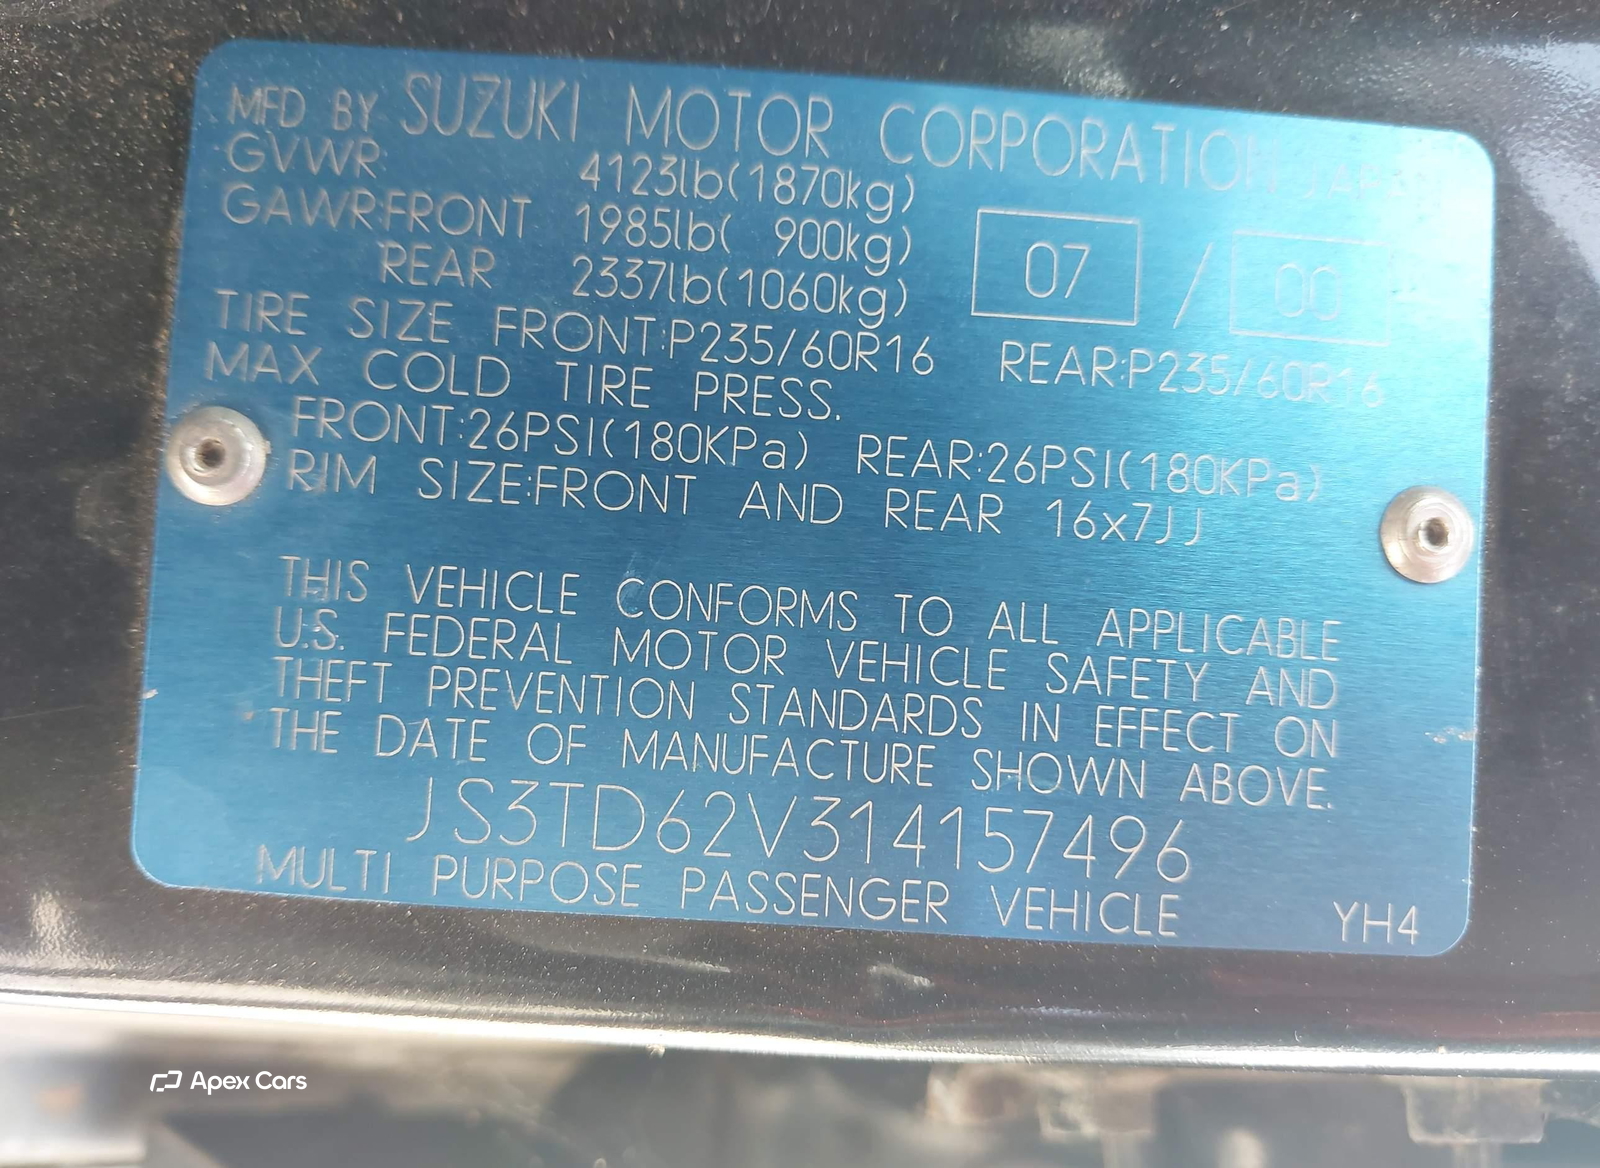 MFD BY SUZUKI MOTOR CORPORATION JAPAN
GVWR 4123lb(1870kg)
GAWR:FRONT 1985lb( 900kg)
REAR 2337lb(1060kg)
07 / 00
TIRE SIZE FRONT:P235/60R16 REAR:P235/60R16
MAX COLD TIRE PRESS.
FRONT:26PSI(180KPa) REAR:26PSI(180KPa)
RIM SIZE:FRONT AND REAR 16x7JJ
THIS VEHICLE CONFORMS TO ALL APPLICABLE
U.S. FEDERAL MOTOR VEHICLE SAFETY AND
THEFT PREVENTION STANDARDS IN EFFECT ON
THE DATE OF MANUFACTURE SHOWN ABOVE.
JS3TD62V314157496
MULTI PURPOSE PASSENGER VEHICLE YH4
Apex Cars